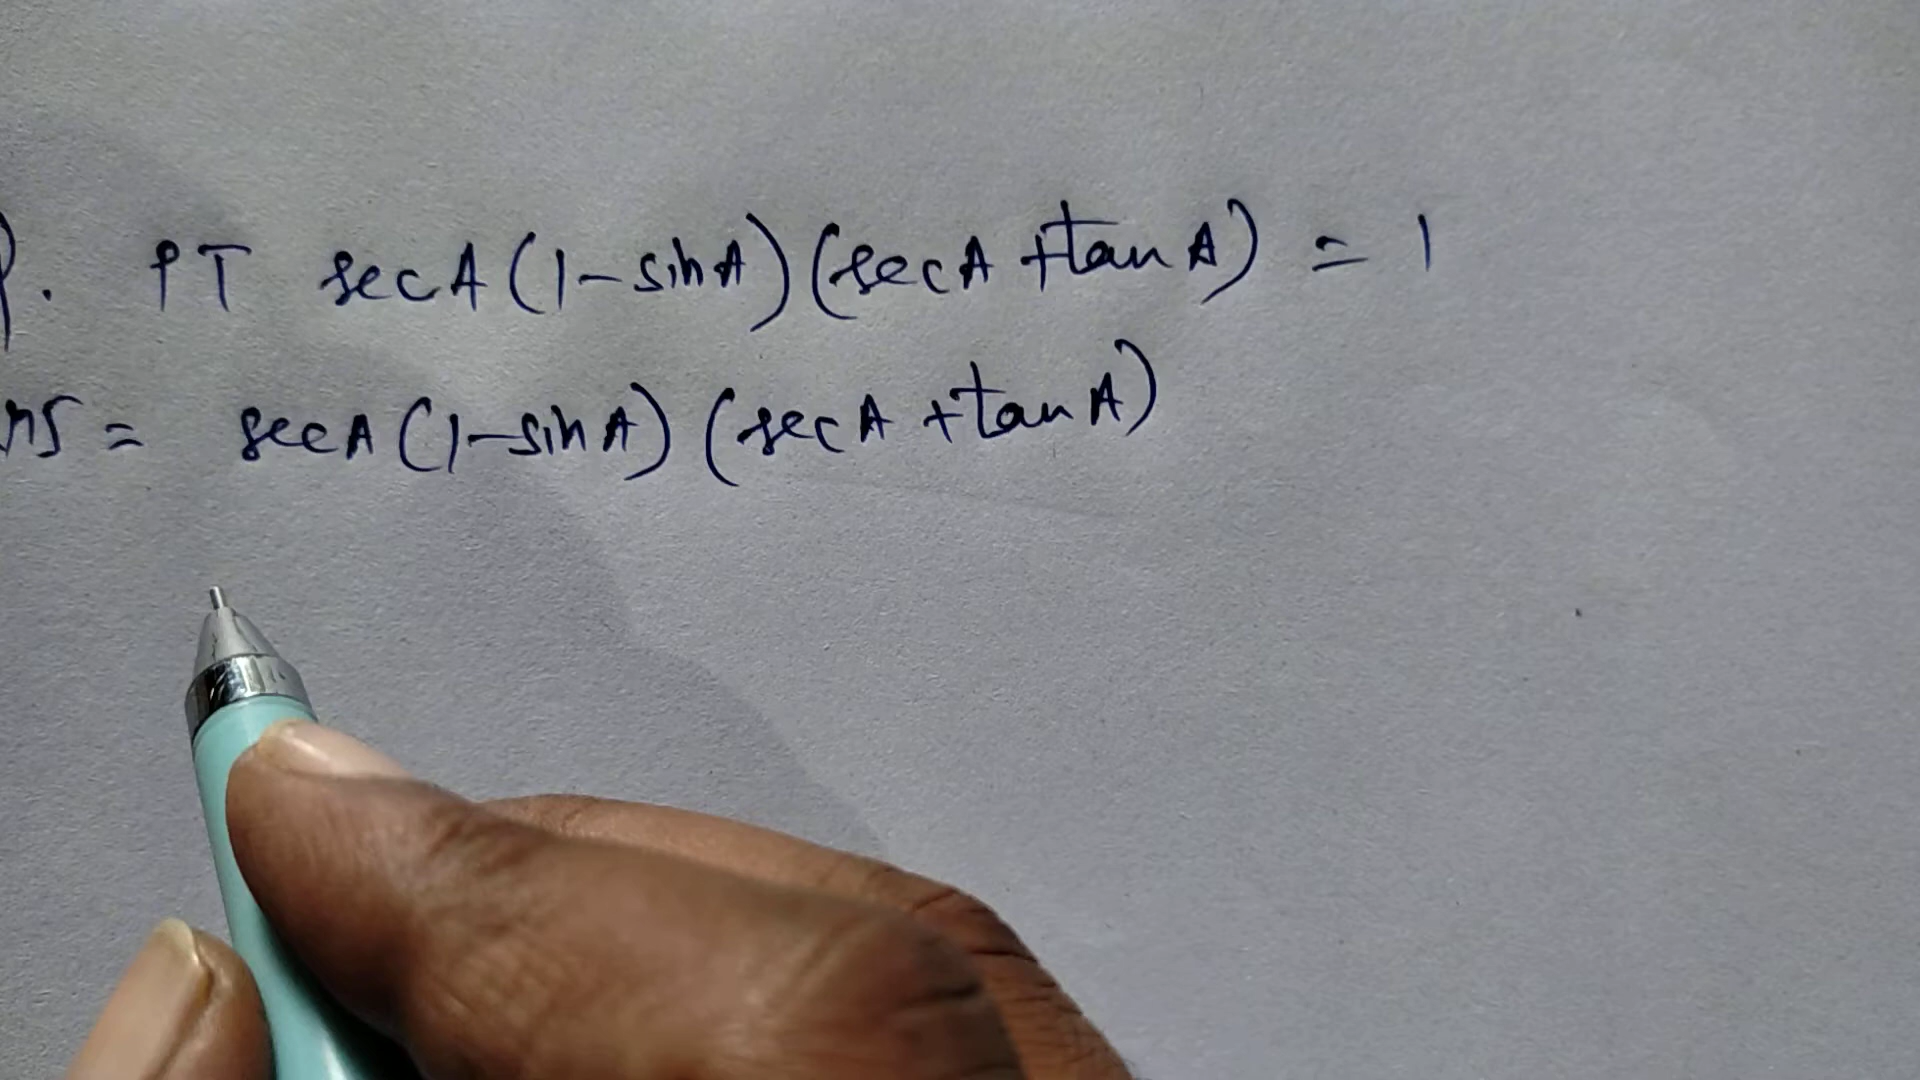 . PT secA(1-sinA)(secA+tanA) = 1
= secA(1-sinA)(secA+tanA)